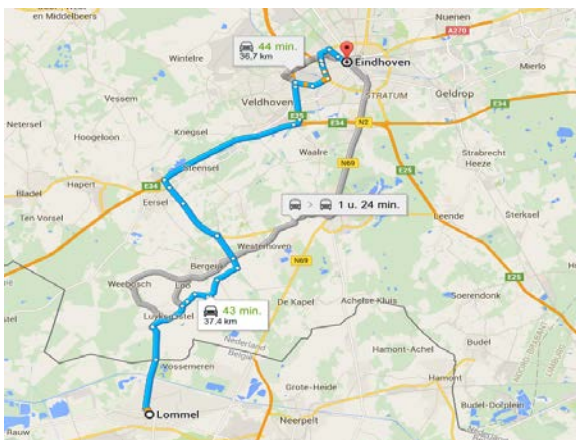 en Middelbeers
Nuenen
A270
Wintelre
44 min.
36,7 km
Eindhoven
Mierlo
Vessem
Veldhoven
STRATUM
Geldrop
E34
Netersel
Hoogeloon
Knegsel
E35
E34
N2
Steensel
Waalre
Strabrecht
Heeze
N69
E25
Bladel
Hapert
E34
Eersel
1 u. 24 min.
Ten Vorsel
Leende
Sterksel
Westerhoven
Bergeijk
N69
E25
Weebosch
Loo
43 min.
37.4 km
De Kapel
Achelse Kluis
Soerendonk
Nederland
België
Budel
Hamont-Achel
Wossemeren
Grote-Heide
Hamont
Lommel
Neerpelt
Budel-Dorplein
Rauw